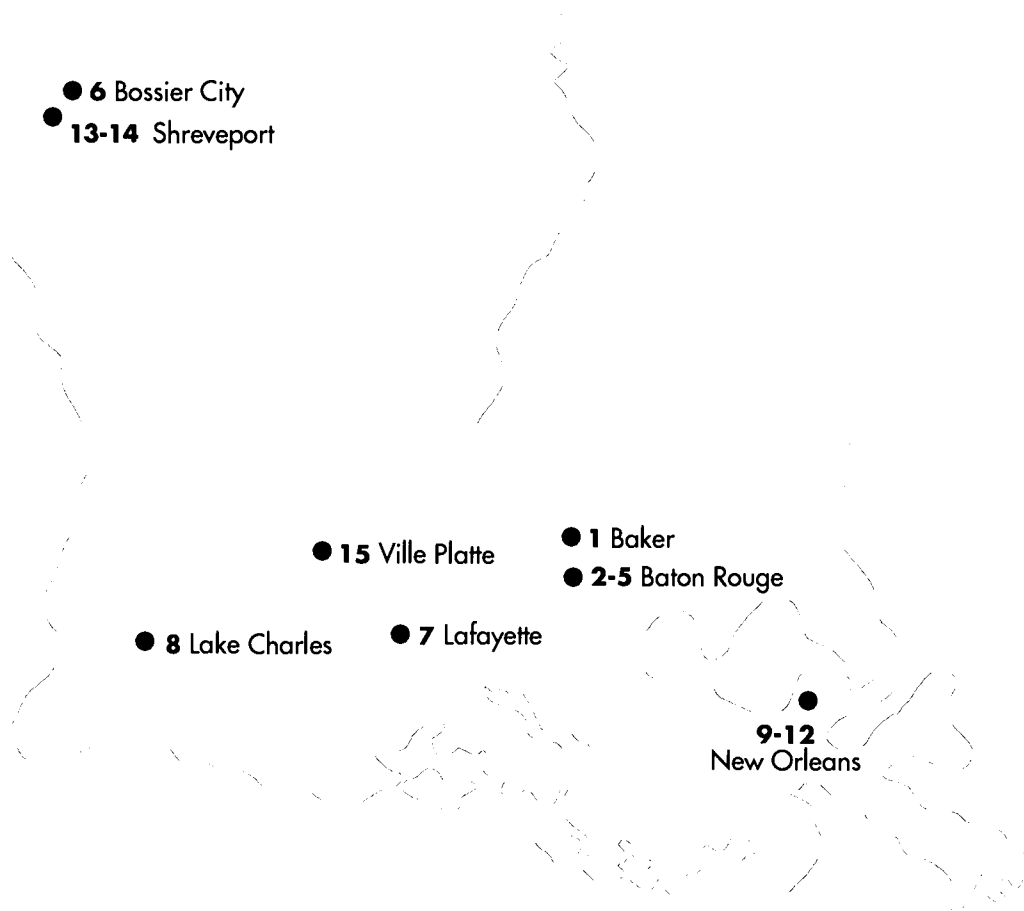 6 Bossier City
13-14 Shreveport
1 Baker
15 Ville Platte
2-5 Baton Rouge
8 Lake Charles
7 Lafayette
9-12
New Orleans